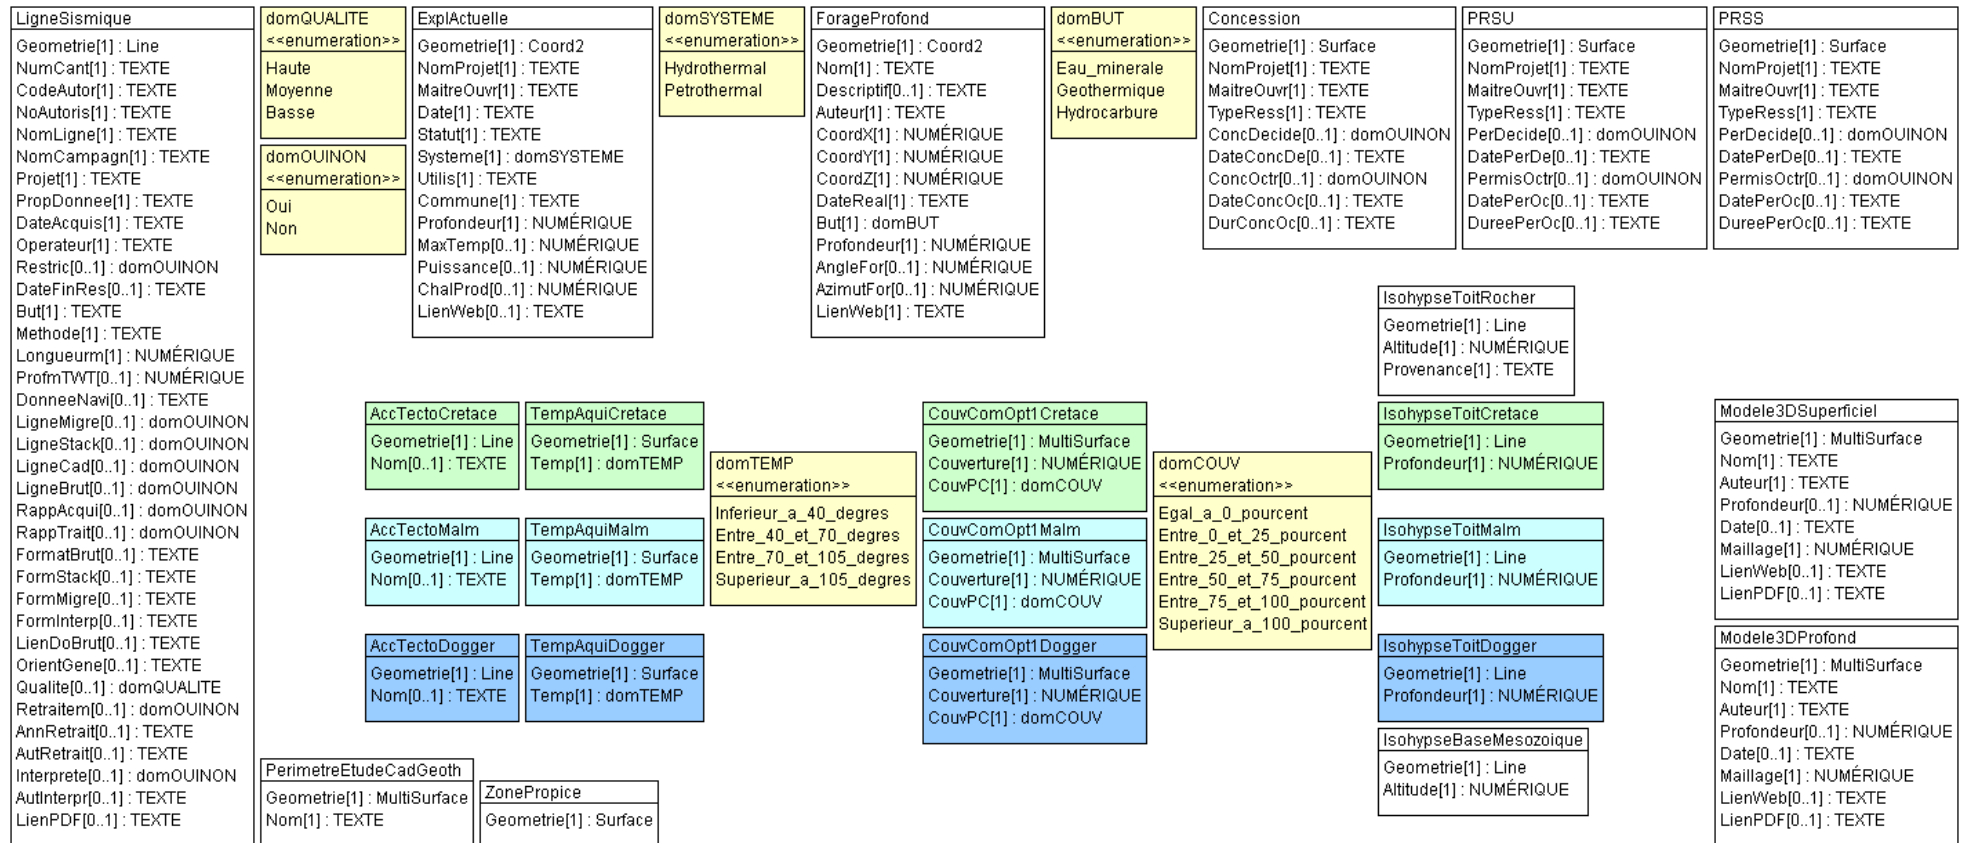 LigneSismique
Geometrie[1] : Line
NumCant[1] : TEXTE
CodeAutor[1] : TEXTE
NoAutoris[1] : TEXTE
NomLigne[1] : TEXTE
NomCampagn[1] : TEXTE
Projet[1] : TEXTE
PropDonnee[1] : TEXTE
DateAcquis[1] : TEXTE
Operateur[1] : TEXTE
Restric[0..1] : domOUINON
DateFinRes[0..1] : TEXTE
But[1] : TEXTE
Methode[1] : TEXTE
Longueurm[1] : NUMÉRIQUE
ProfmTWT[0..1] : NUMÉRIQUE
DonneeNavi[0..1] : TEXTE
LigneMigre[0..1] : domOUINON
LigneStack[0..1] : domOUINON
LigneCad[0..1] : domOUINON
LigneBrut[0..1] : domOUINON
RappAcqui[0..1] : domOUINON
RappTrait[0..1] : domOUINON
FormatBrut[0..1] : TEXTE
FormStack[0..1] : TEXTE
FormMigre[0..1] : TEXTE
FormInterp[0..1] : TEXTE
LienDoBrut[0..1] : TEXTE
OrientGene[0..1] : TEXTE
Qualite[0..1] : domQUALITE
Retraitem[0..1] : domOUINON
AnnRetrait[0..1] : TEXTE
AutRetrait[0..1] : TEXTE
Interprete[0..1] : domOUINON
AutInterpr[0..1] : TEXTE
LienPDF[0..1] : TEXTE
domQUALITE
<<enumeration>>
Haute
Moyenne
Basse
domOUINON
<<enumeration>>
Oui
Non
ExplActuelle
Geometrie[1] : Coord2
NomProjet[1] : TEXTE
MaitreOuvr[1] : TEXTE
Date[1] : TEXTE
Statut[1] : TEXTE
Systeme[1] : domSYSTEME
Utilis[1] : TEXTE
Commune[1] : TEXTE
Profondeur[1] : NUMÉRIQUE
MaxTemp[0..1] : NUMÉRIQUE
Puissance[0..1] : NUMÉRIQUE
ChalProd[0..1] : NUMÉRIQUE
LienWeb[0..1] : TEXTE
domSYSTEME
<<enumeration>>
Hydrothermal
Petrothermal
ForageProfond
Geometrie[1] : Coord2
Nom[1] : TEXTE
Descriptif[0..1] : TEXTE
Auteur[1] : TEXTE
CoordX[1] : NUMÉRIQUE
CoordY[1] : NUMÉRIQUE
CoordZ[1] : NUMÉRIQUE
DateReal[1] : TEXTE
But[1] : domBUT
Profondeur[1] : NUMÉRIQUE
AngleFor[0..1] : NUMÉRIQUE
AzimutFor[0..1] : NUMÉRIQUE
LienWeb[1] : TEXTE
domBUT
<<enumeration>>
Eau_minerale
Geothermique
Hydrocarbure
Concession
Geometrie[1] : Surface
NomProjet[1] : TEXTE
MaitreOuvr[1] : TEXTE
TypeRess[1] : TEXTE
ConcDecide[0..1] : domOUINON
DateConcDe[0..1] : TEXTE
ConcOctr[0..1] : domOUINON
DateConcOc[0..1] : TEXTE
DurConcOc[0..1] : TEXTE
PRSU
Geometrie[1] : Surface
NomProjet[1] : TEXTE
MaitreOuvr[1] : TEXTE
TypeRess[1] : TEXTE
PerDecide[0..1] : domOUINON
DatePerDe[0..1] : TEXTE
PermisOctr[0..1] : domOUINON
DatePerOc[0..1] : TEXTE
DureePerOc[0..1] : TEXTE
PRSS
Geometrie[1] : Surface
NomProjet[1] : TEXTE
MaitreOuvr[1] : TEXTE
TypeRess[1] : TEXTE
PerDecide[0..1] : domOUINON
DatePerDe[0..1] : TEXTE
PermisOctr[0..1] : domOUINON
DatePerOc[0..1] : TEXTE
DureePerOc[0..1] : TEXTE
IsohypseToitRocher
Geometrie[1] : Line
Altitude[1] : NUMÉRIQUE
Provenance[1] : TEXTE
AccTectoCretace
Geometrie[1] : Line
Nom[0..1] : TEXTE
TempAquiCretace
Geometrie[1] : Surface
Temp[1] : domTEMP
AccTectoMalm
Geometrie[1] : Line
Nom[0..1] : TEXTE
TempAquiMalm
Geometrie[1] : Surface
Temp[1] : domTEMP
AccTectoDogger
Geometrie[1] : Line
Nom[0..1] : TEXTE
TempAquiDogger
Geometrie[1] : Surface
Temp[1] : domTEMP
domTEMP
<<enumeration>>
Inferieur_a_40_degres
Entre_40_et_70_degres
Entre_70_et_105_degres
Superieur_a_105_degres
CouvComOpt1Cretace
Geometrie[1] : MultiSurface
Couverture[1] : NUMÉRIQUE
CouvPC[1] : domCOUV
CouvComOpt1Malm
Geometrie[1] : MultiSurface
Couverture[1] : NUMÉRIQUE
CouvPC[1] : domCOUV
CouvComOpt1Dogger
Geometrie[1] : MultiSurface
Couverture[1] : NUMÉRIQUE
CouvPC[1] : domCOUV
domCOUV
<<enumeration>>
Egal_a_0_pourcent
Entre_0_et_25_pourcent
Entre_25_et_50_pourcent
Entre_50_et_75_pourcent
Entre_75_et_100_pourcent
Superieur_a_100_pourcent
IsohypseToitCretace
Geometrie[1] : Line
Profondeur[1] : NUMÉRIQUE
IsohypseToitMalm
Geometrie[1] : Line
Profondeur[1] : NUMÉRIQUE
IsohypseToitDogger
Geometrie[1] : Line
Profondeur[1] : NUMÉRIQUE
IsohypseBaseMesozoique
Geometrie[1] : Line
Altitude[1] : NUMÉRIQUE
Modele3DSuperficiel
Geometrie[1] : MultiSurface
Nom[1] : TEXTE
Auteur[1] : TEXTE
Profondeur[0..1] : NUMÉRIQUE
Date[0..1] : TEXTE
Maillage[1] : NUMÉRIQUE
LienWeb[0..1] : TEXTE
LienPDF[0..1] : TEXTE
Modele3DProfond
Geometrie[1] : MultiSurface
Nom[1] : TEXTE
Auteur[1] : TEXTE
Profondeur[0..1] : NUMÉRIQUE
Date[0..1] : TEXTE
Maillage[1] : NUMÉRIQUE
LienWeb[0..1] : TEXTE
LienPDF[0..1] : TEXTE
PerimetreEtudeCadGeoth
Geometrie[1] : MultiSurface
Nom[1] : TEXTE
ZonePropice
Geometrie[1] : Surface